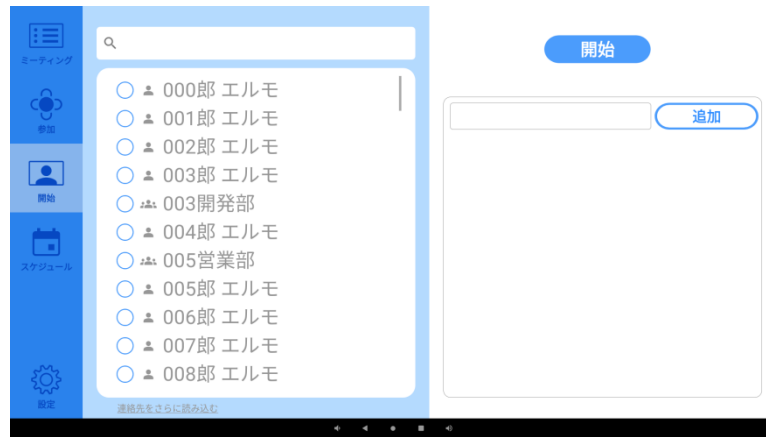 ミーティング
参加
開始
スケジュール
設定
000郎 エルモ
001郎 エルモ
002郎 エルモ
003郎 エルモ
003開発部
004郎 エルモ
005営業部
005郎 エルモ
006郎 エルモ
007郎 エルモ
008郎 エルモ
連絡先をさらに読み込む
開始
追加